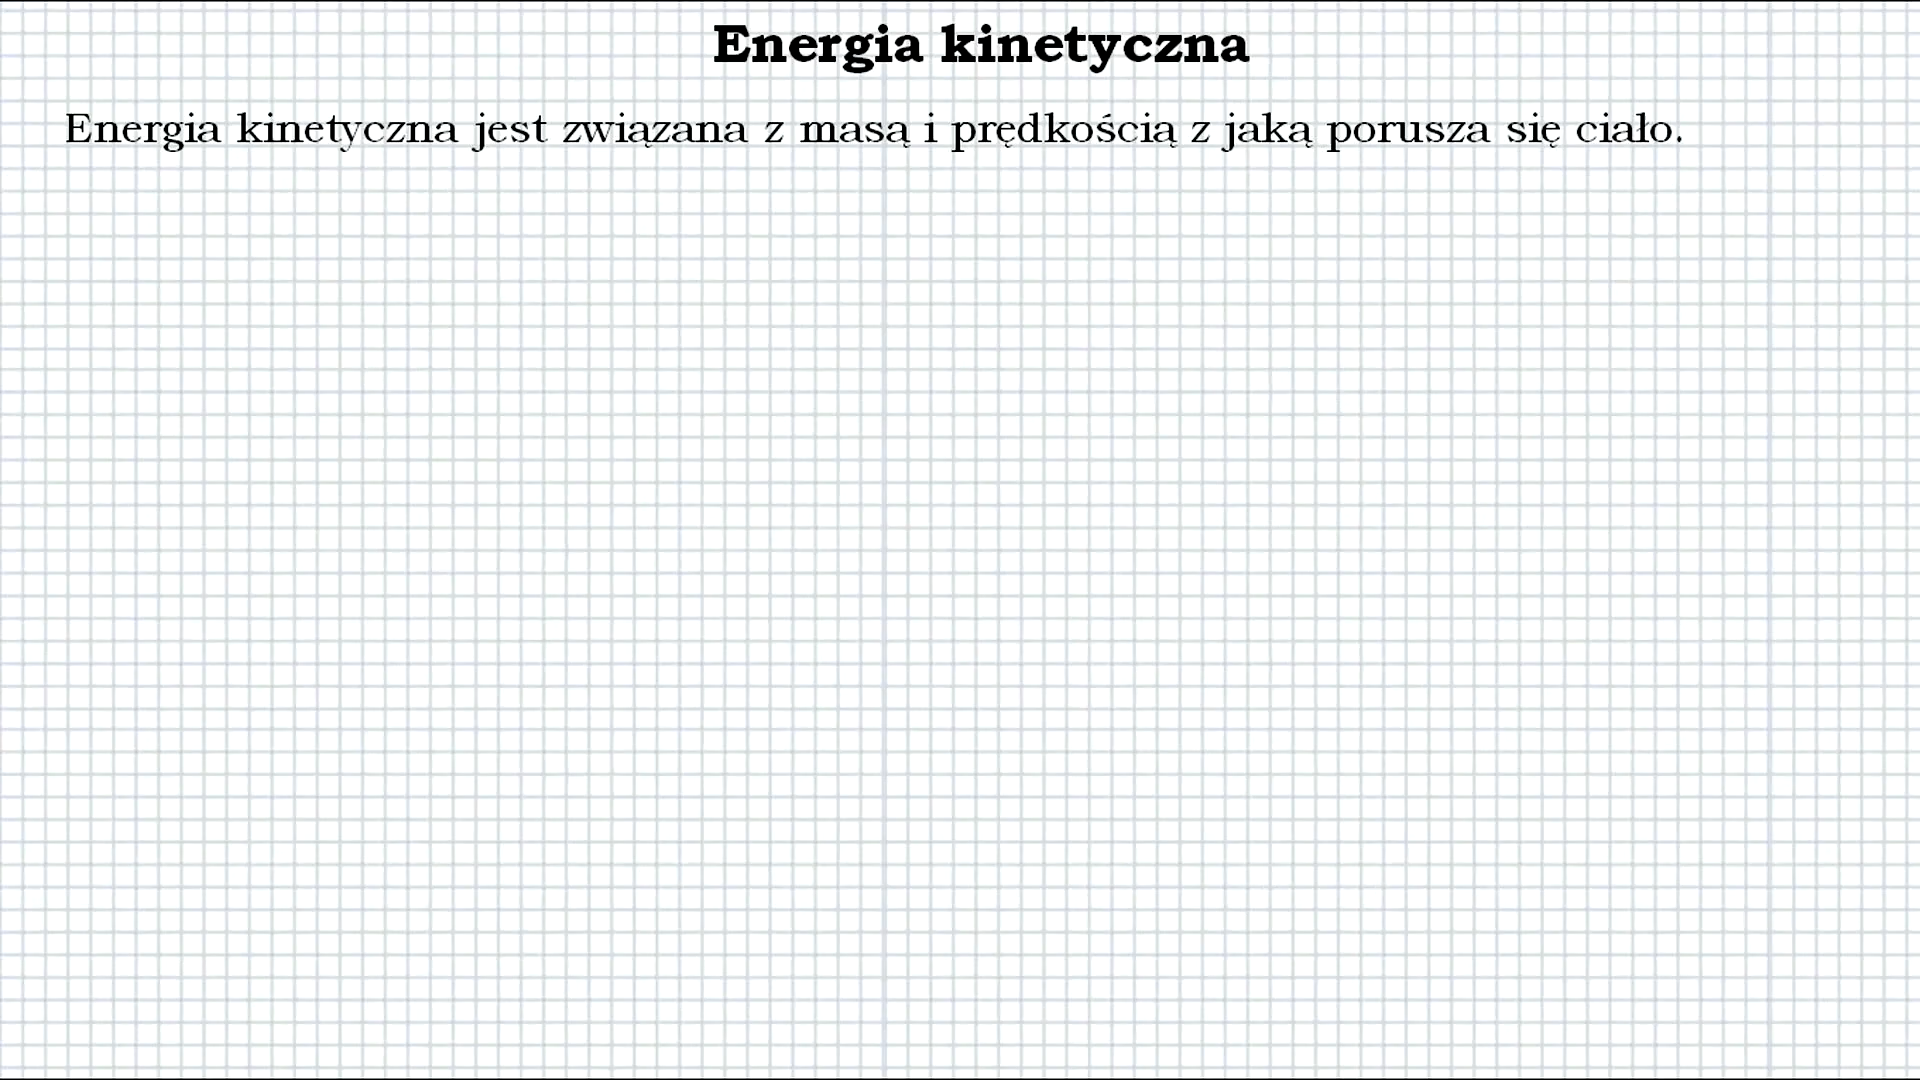 Energia kinetyczna
Energia kinetyczna jest związana z masą i prędkością z jaką porusza się ciało.